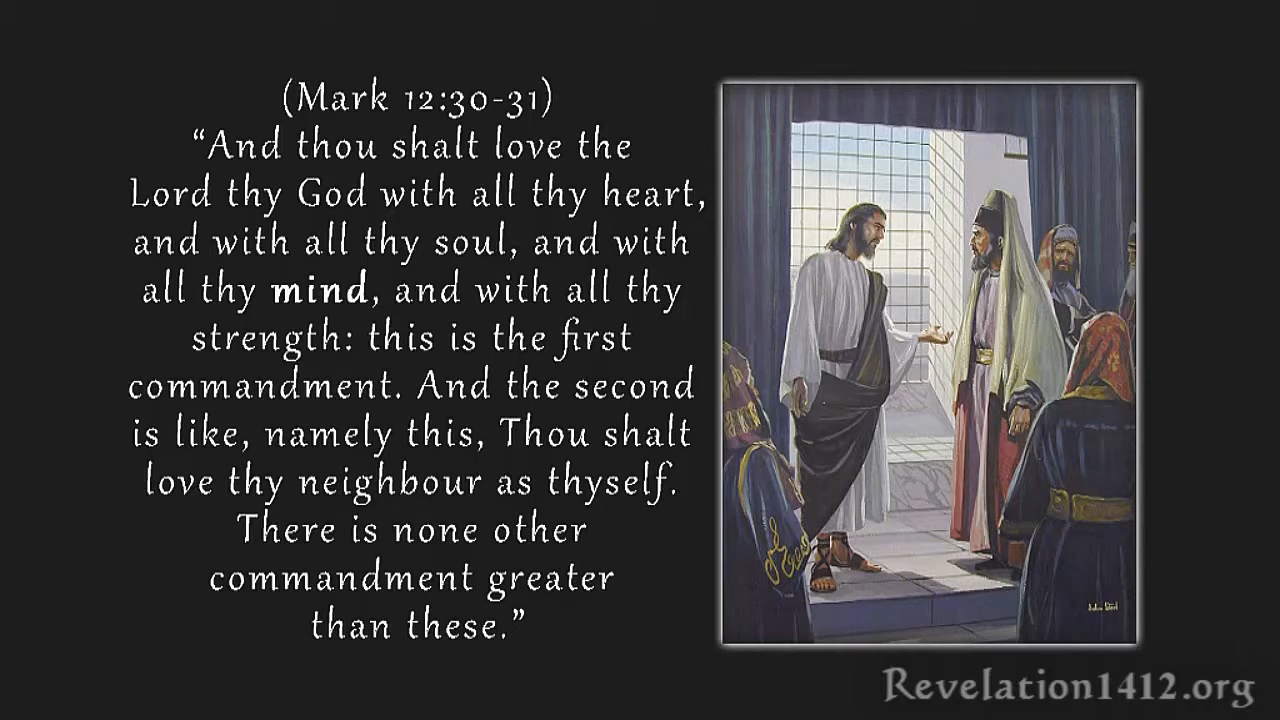 (Mark 12:30-31)
“And thou shalt love the
Lord thy God with all thy heart,
and with all thy soul, and with
all thy mind, and with all thy
strength: this is the first
commandment. And the second
is like, namely this, Thou shalt
love thy neighbour as thyself.
There is none other
commandment greater
than these.”
Revelation1412.org